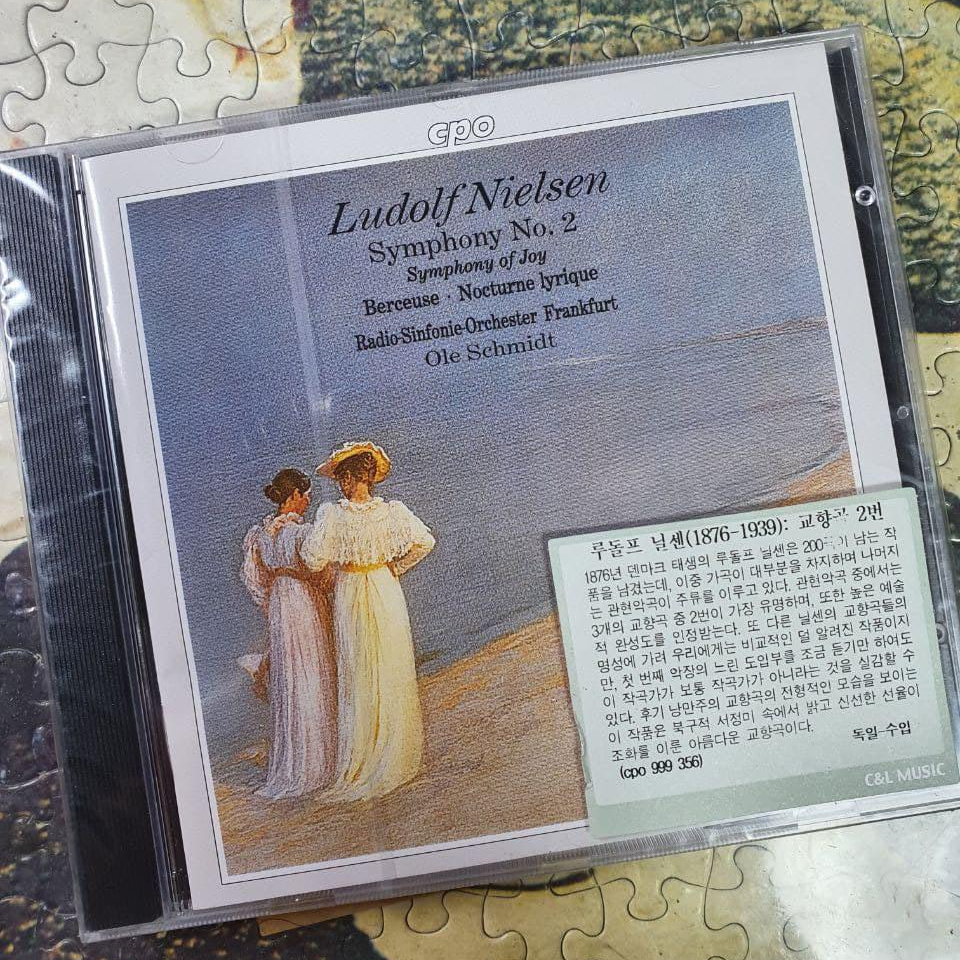 cpo
Ludolf Nielsen
Symphony No. 2
Symphony of Joy
Berceuse · Nocturne lyrique
Radio-Sinfonie-Orchester Frankfurt
Ole Schmidt
루돌프 닐센(1876-1939): 교향곡 2번
1876년 덴마크 태생의 루돌프 닐센은 200 남는 작
품을 남겼는데, 이중 가곡이 대부분을 차지하며 나머지
는 관현악곡이 주류를 이루고 있다. 관현악곡 중에서는
3개의 교향곡 중 2번이 가장 유명하며, 또한 높은 예술
적 완성도를 인정받는다. 또 다른 닐센의 교향곡들의
명성에 가려 우리에게는 비교적인 덜 알려진 작품이지
만, 첫 번째 악장의 느린 도입부를 조금 듣기만 하여도
이 작곡가가 보통 작곡가가 아니라는 것을 실감할 수
있다. 후기 낭만주의 교향곡의 전형적인 모습을 보이는
이 작품은 북구적 서정미 속에서 밝고 신선한 선율이
조화를 이룬 아름다운 교향곡이다.
(cpo 999 356) 독일 수입
C&L MUSIC